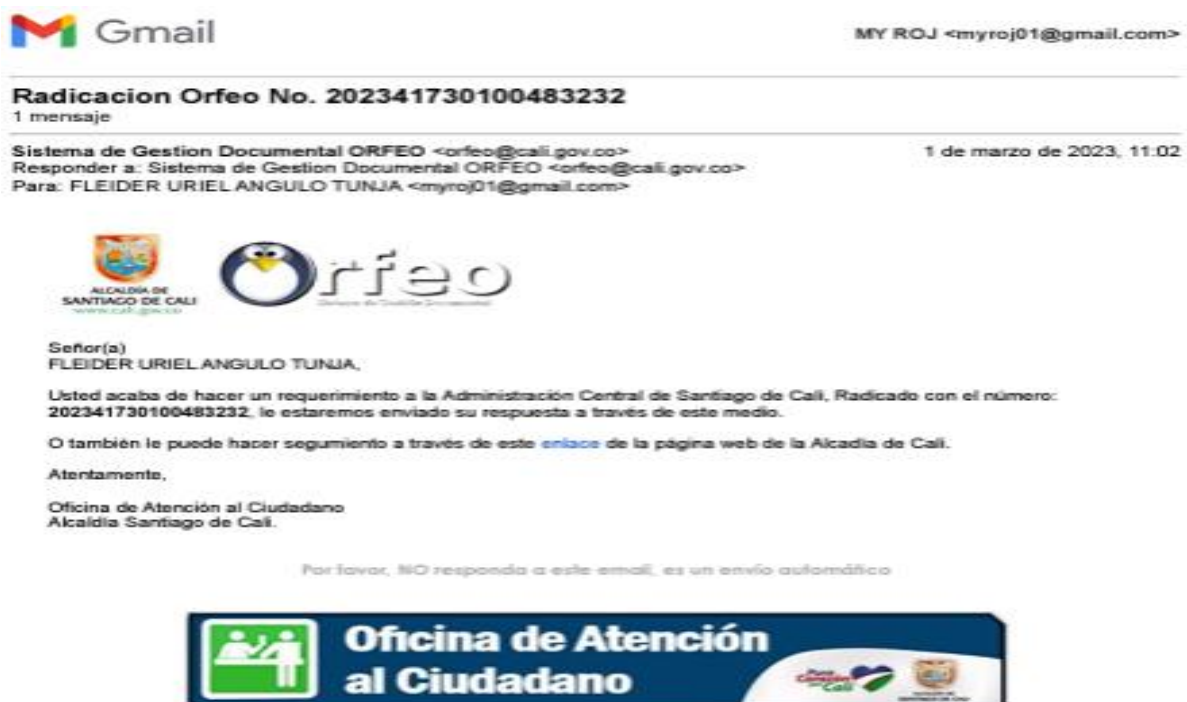 Gmail
MY ROJ <myroj01@gmail.com>
Radicacion Orfeo No. 202341730100483232
1 mensaje
Sistema de Gestion Documental ORFEO <orfeo@cali.gov.co>
1 de marzo de 2023, 11:02
Responder a: Sistema de Gestion Documental ORFEO <orfeo@cali.gov.co>
Para: FLEIDER URIEL ANGULO TUNJA <myroj01@gmail.com>
ALCALDÍA DE
SANTIAGO DE CALI
www.cali.gov.co
Orfeo
Señor(a)
FLEIDER URIEL ANGULO TUNJA,
Usted acaba de hacer un requerimiento a la Administración Central de Santiago de Cali, Radicado con el número:
202341730100483232, le estaremos enviado su respuesta a través de este medio.
O también le puede hacer segumiento a través de este enlace de la página web de la Alcadía de Cali.
Atentamente,
Oficina de Atención al Ciudadano
Alcaldía Santiago de Cali.
Por favor, NO responda a este email, es un envío automático
Oficina de Atención
al Ciudadano
Puro
Corazón
Cali